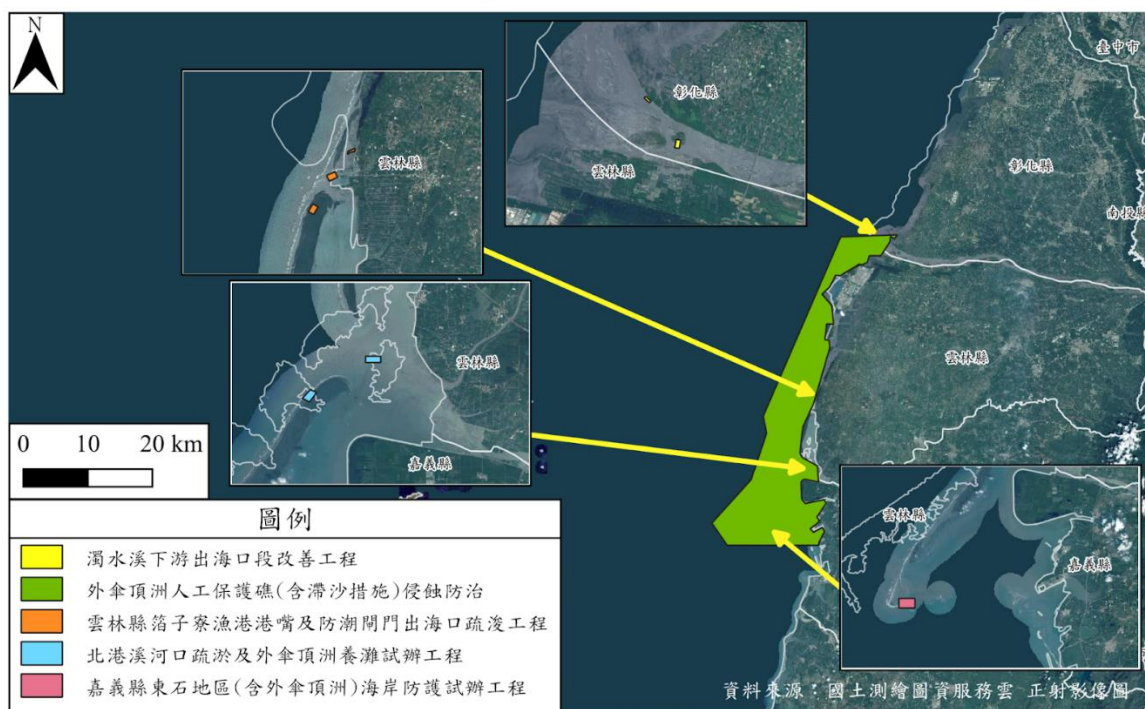 N
臺中市
彰化縣
彰化縣
雲林縣
雲林縣
南投縣
雲林縣
雲林縣
嘉義縣
雲林縣
嘉義縣
0 10 20 km
圖例
濁水溪下游出海口段改善工程
外傘頂洲人工保護礁(含滯沙措施)侵蝕防治
雲林縣箔子寮漁港港嘴及防潮閘門出海口疏浚工程
北港溪河口疏淤及外傘頂洲養灘試辦工程
嘉義縣東石地區(含外傘頂洲)海岸防護試辦工程
資料來源：國土測繪圖資服務雲 正射影像圖